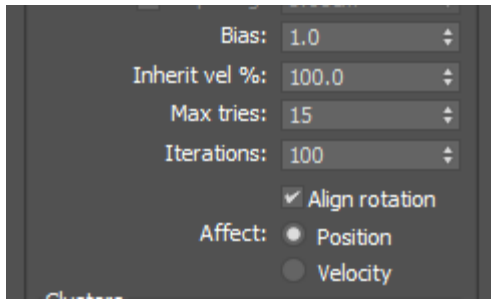 Bias: 1.0
Inherit vel %: 100.0
Max tries: 15
Iterations: 100
Align rotation
Affect: Position
Velocity